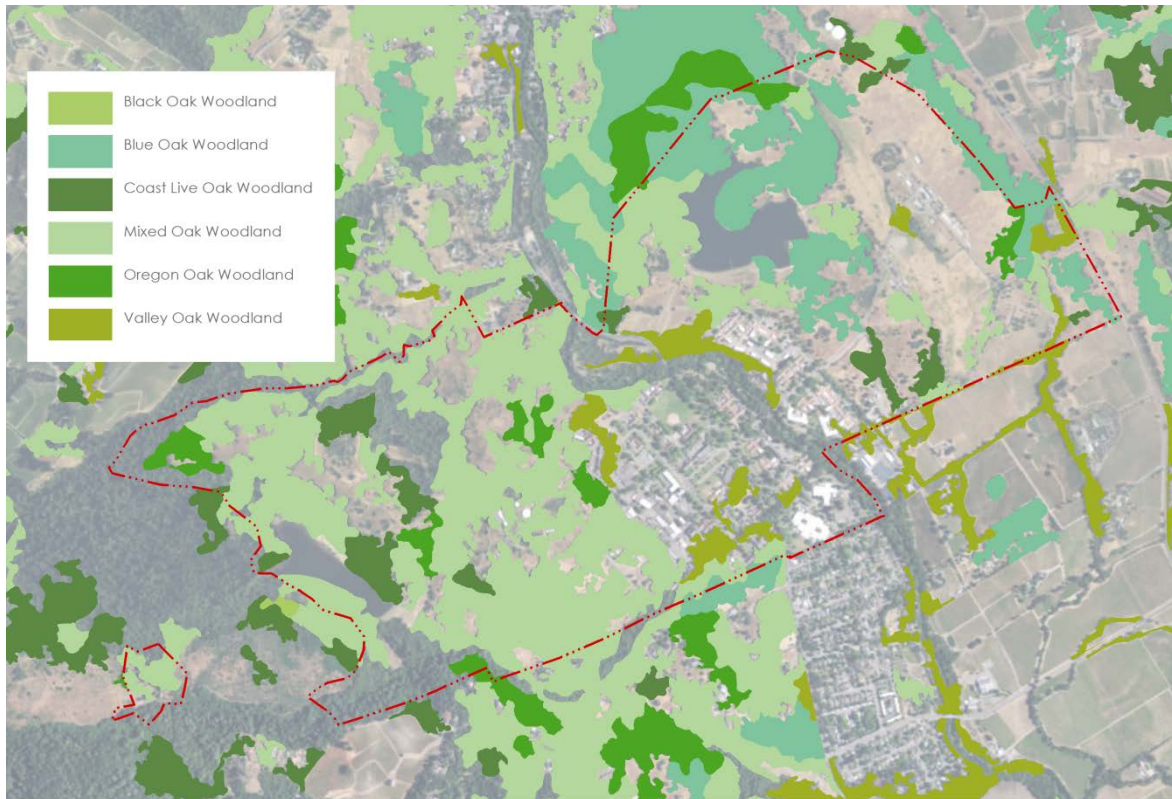 Black Oak Woodland
Blue Oak Woodland
Coast Live Oak Woodland
Mixed Oak Woodland
Oregon Oak Woodland
Valley Oak Woodland